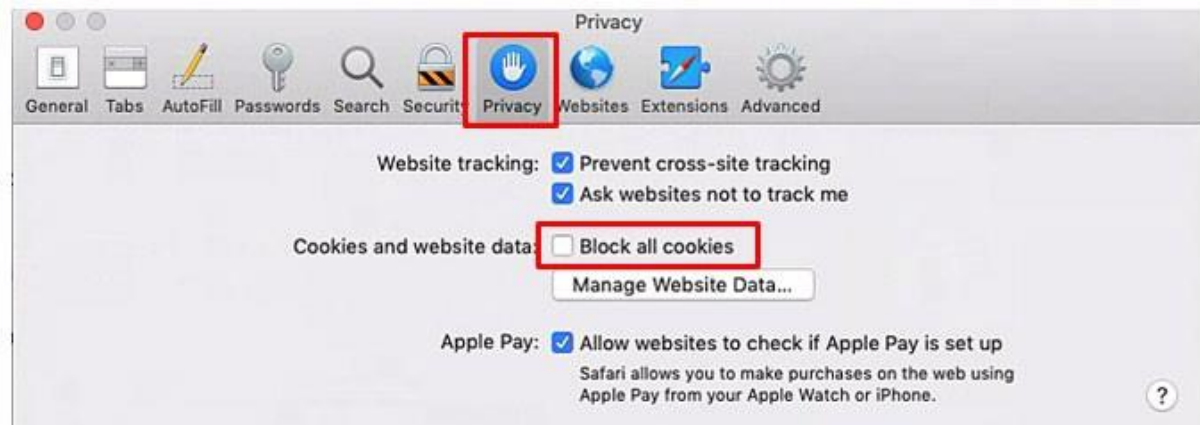 Privacy
General Tabs AutoFill Passwords Search Security Privacy Websites Extensions Advanced
Website tracking: Prevent cross-site tracking
Ask websites not to track me
Cookies and website data: Block all cookies
Manage Website Data...
Apple Pay: Allow websites to check if Apple Pay is set up
Safari allows you to make purchases on the web using
Apple Pay from your Apple Watch or iPhone.
?